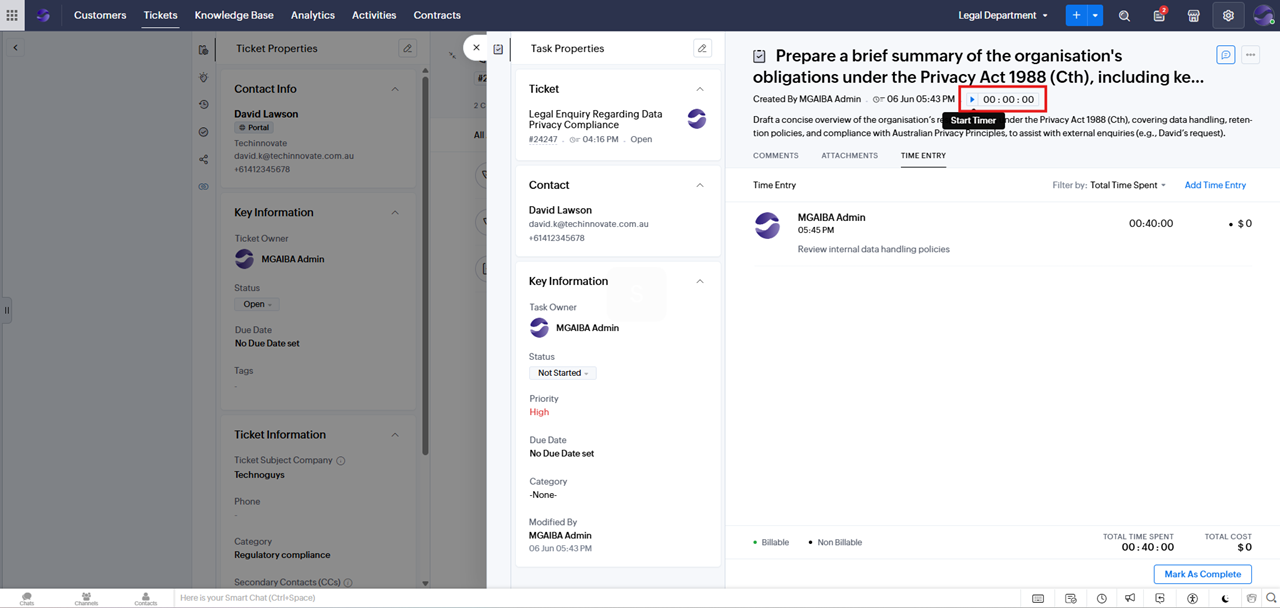 Customers Tickets Knowledge Base Analytics Activities Contracts Legal Department 2
Ticket Properties
Contact Info
David Lawson
Portal
Techinnovate
david.k@techinnovate.com.au
+61412345678
Key Information
Ticket Owner
MGAIBA Admin
Status
Open
Due Date
No Due Date set
Tags
-
Ticket Information
Ticket Subject Company
Technoguys
Phone
-
Category
Regulatory compliance
Secondary Contacts (CCs)
#2
2 C
All
Task Properties
Ticket
Legal Enquiry Regarding Data
Privacy Compliance
#24247 . 04:16 PM . Open
Contact
David Lawson
david.k@techinnovate.com.au
+61412345678
Key Information
Task Owner
MGAIBA Admin
Status
Not Started
Priority
High
Due Date
No Due Date set
Category
-None-
Modified By
MGAIBA Admin
06 Jun 05:43 PM
Prepare a brief summary of the organisation's
obligations under the Privacy Act 1988 (Cth), including ke...
Created By MGAIBA Admin . 06 Jun 05:43 PM 00 : 00 : 00
Start Timer
Draft a concise overview of the organisation's re under the Privacy Act 1988 (Cth), covering data handling, reten-
tion policies, and compliance with Australian Privacy Principles, to assist with external enquiries (e.g., David's request).
COMMENTS ATTACHMENTS TIME ENTRY
Time Entry Filter by: Total Time Spent Add Time Entry
MGAIBA Admin
05:45 PM
Review internal data handling policies
00:40:00 • $ 0
• Billable • Non Billable
TOTAL TIME SPENT TOTAL COST
00 : 40 : 00 $ 0
Mark As Complete
Chats Channels Contacts Here is your Smart Chat (Ctrl+Space)